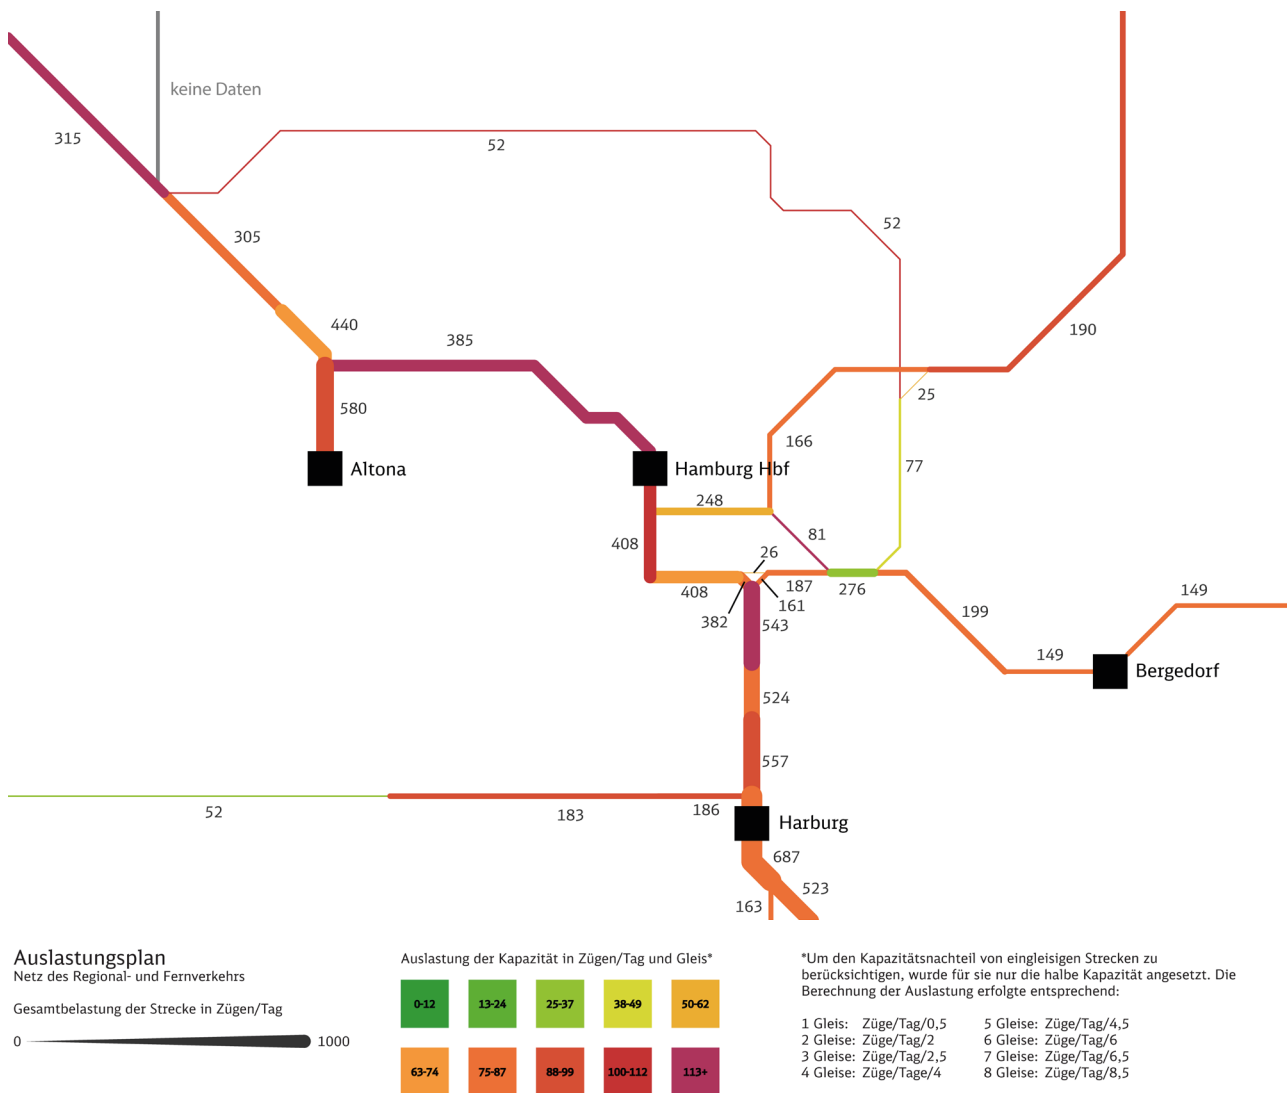 keine Daten
315
52
305
52
440
385
190
580
25
166
Altona
Hamburg Hbf
77
248
81
408
26
408
187
276
149
161
199
382
543
149
Bergedorf
524
557
52
183
186
Harburg
687
523
163
Auslastungsplan
Netz des Regional- und Fernverkehrs
Gesamtbelastung der Strecke in Zügen/Tag
0
1000
Auslastung der Kapazität in Zügen/Tag und Gleis*
0-12
13-24
25-37
38-49
50-62
63-74
75-87
88-99
100-112
113+
*Um den Kapazitätsnachteil von eingleisigen Strecken zu
berücksichtigen, wurde für sie nur die halbe Kapazität angesetzt. Die
Berechnung der Auslastung erfolgte entsprechend:
1 Gleis: Züge/Tag/0,5
2 Gleise: Züge/Tag/2
3 Gleise: Züge/Tag/2,5
4 Gleise: Züge/Tage/4
5 Gleise: Züge/Tag/4,5
6 Gleise: Züge/Tag/6
7 Gleise: Züge/Tag/6,5
8 Gleise: Züge/Tag/8,5